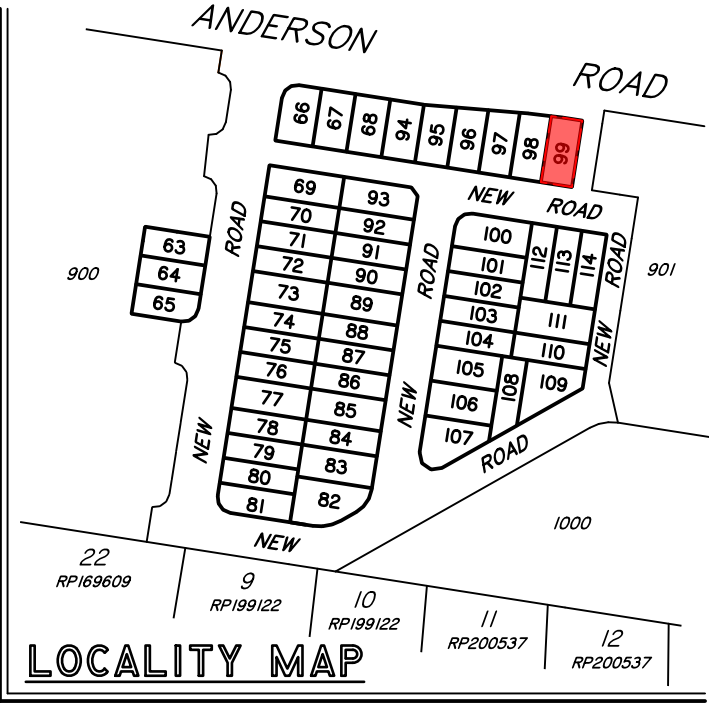 ANDERSON
ROAD
66 67 68 94 95 96 97 98 99
NEW ROAD
69 93
70 92
71 91
72 90
73 89
74 88
75 87
76 86
77 85
78 84
79 83
80
81 82
ROAD
NEW
63
64
65
900
ROAD
NEW
100
101
102
103
104
105
106
107
108
109
110
111
112 113 114
ROAD
NEW
901
ROAD
1000
NEW
22
RP169609
9
RP199122
10
RP199122
11
RP200537
12
RP200537
LOCALITY MAP